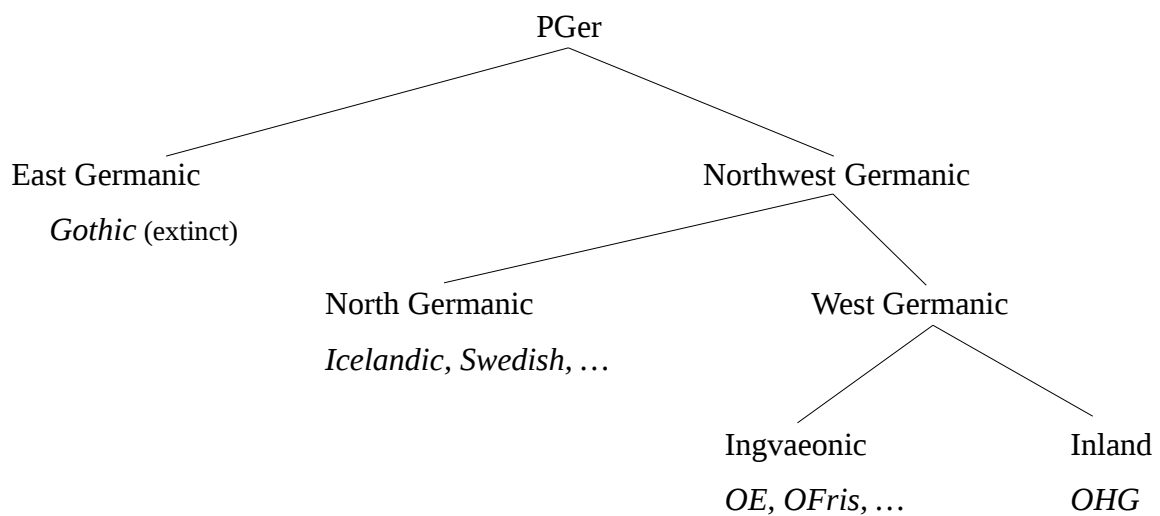 PGer
East Germanic
Northwest Germanic
Gothic (extinct)
North Germanic
West Germanic
Icelandic, Swedish, …
Ingvaeonic
Inland
OE, OFris, …
OHG